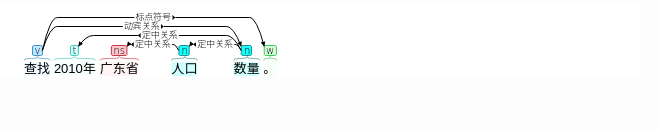 标点符号
动宾关系
定中关系
定中关系 定中关系
v t ns n n w
查找 2010年 广东省 人口 数量 。